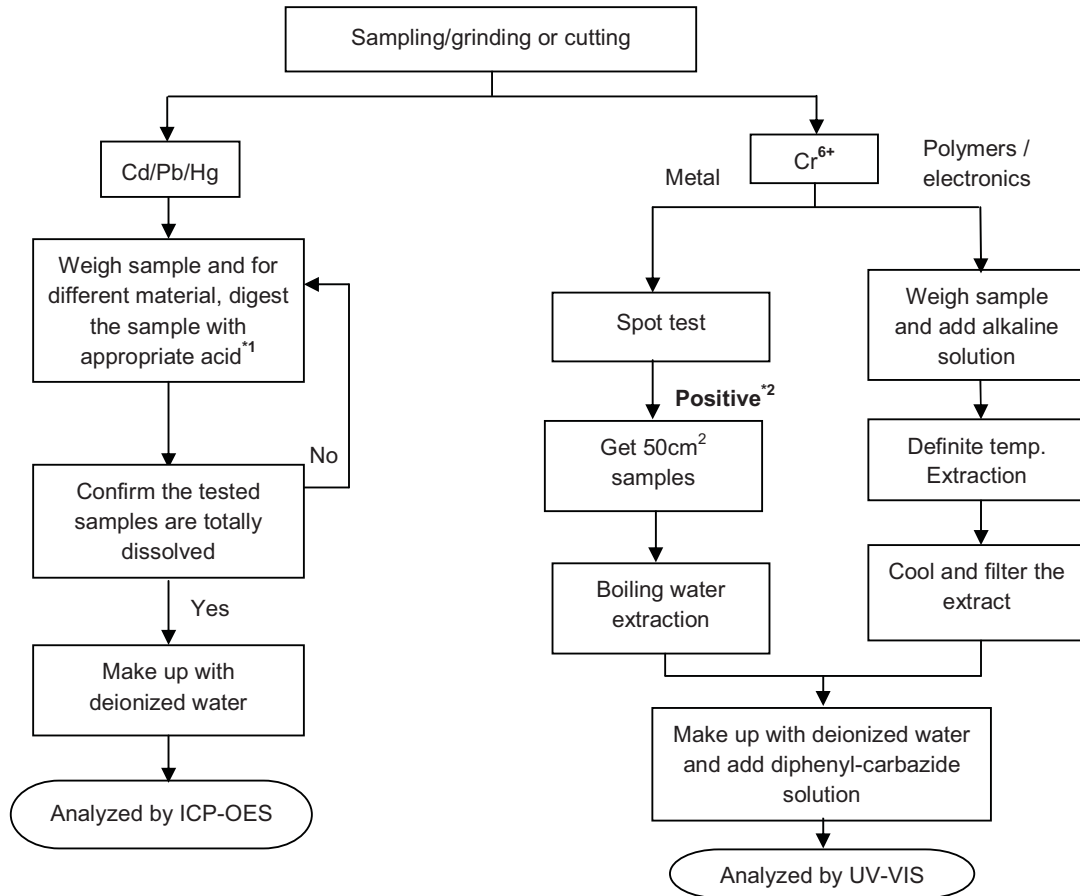 Sampling/grinding or cutting
Cd/Pb/Hg
Weigh sample and for
different material, digest
the sample with
appropriate acid*1
No
Confirm the tested
samples are totally
dissolved
Yes
Make up with
deionized water
Analyzed by ICP-OES
Cr6+
Metal
Polymers /
electronics
Spot test
Positive*2
Get 50cm2
samples
Boiling water
extraction
Weigh sample
and add alkaline
solution
Definite temp.
Extraction
Cool and filter the
extract
Make up with deionized water
and add diphenyl-carbazide
solution
Analyzed by UV-VIS